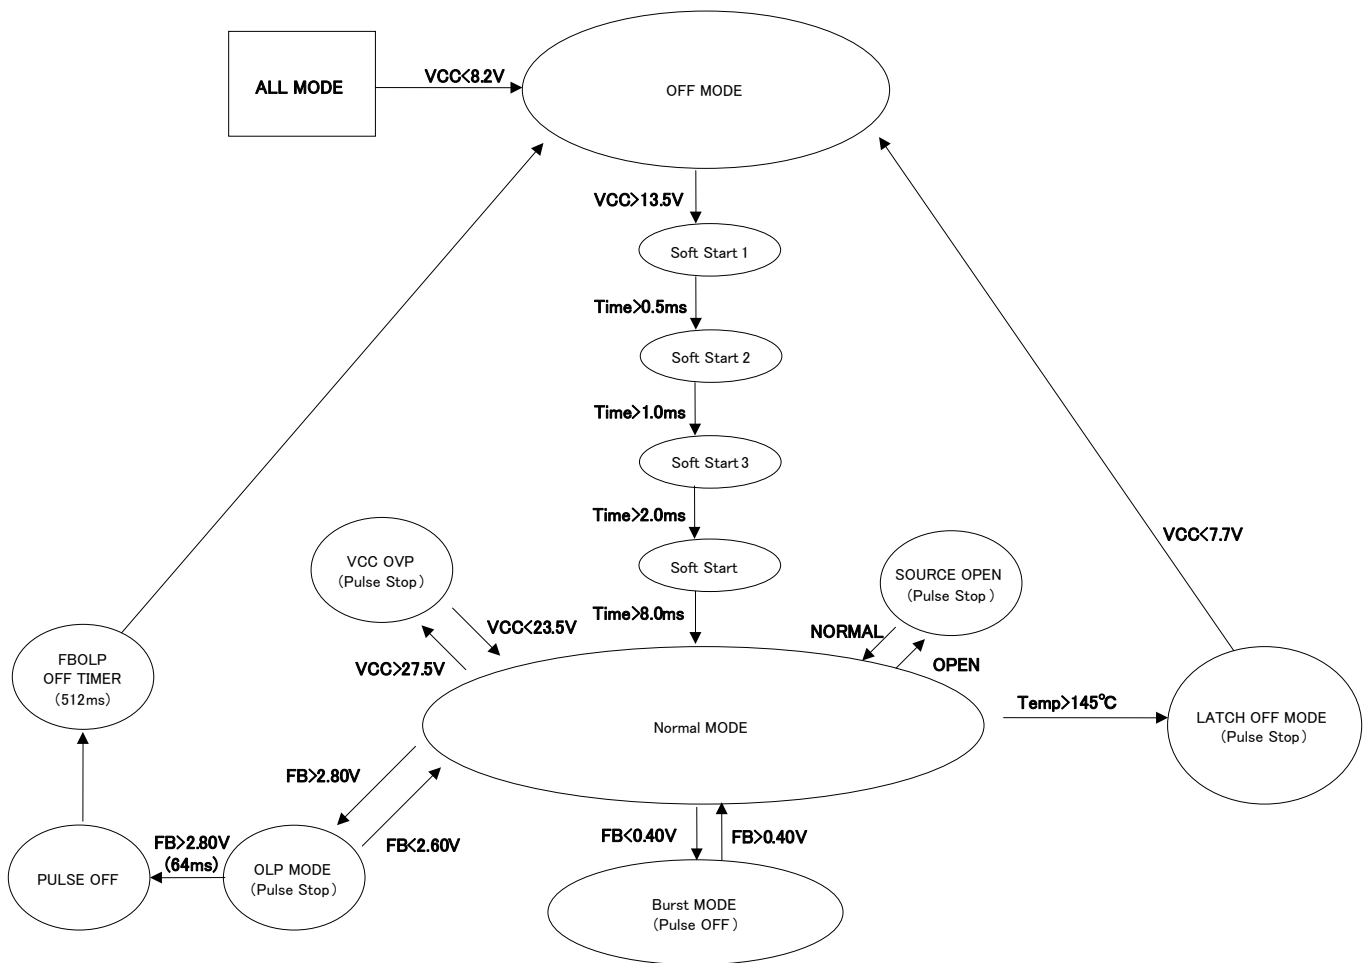 ALL MODE
VCC<8.2V
OFF MODE
VCC>13.5V
Soft Start 1
Time>0.5ms
Soft Start 2
Time>1.0ms
Soft Start 3
Time>2.0ms
Soft Start
Time>8.0ms
VCC OVP
(Pulse Stop)
VCC<23.5V
VCC>27.5V
SOURCE OPEN
(Pulse Stop)
NORMAL
OPEN
VCC<7.7V
FBOLP
OFF TIMER
(512ms)
Normal MODE
Temp>145℃
LATCH OFF MODE
(Pulse Stop)
FB>2.80V
FB<2.60V
FB<0.40V
FB>0.40V
PULSE OFF
FB>2.80V
(64ms)
OLP MODE
(Pulse Stop)
Burst MODE
(Pulse OFF)